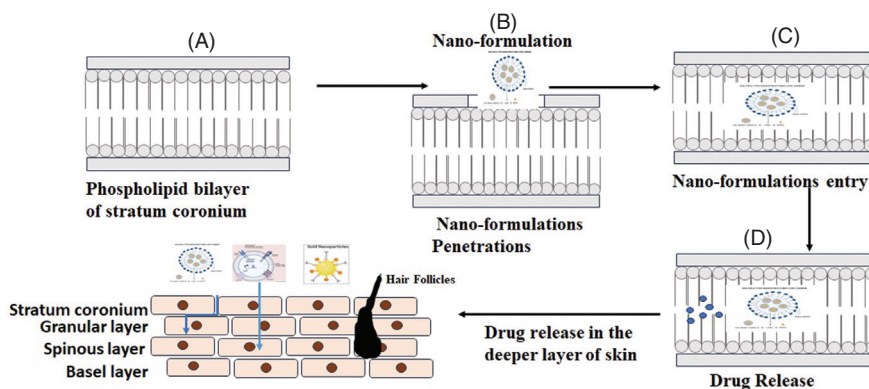 (A)
Phospholipid bilayer
of stratum coronium
(B)
Nano-formulation
Nano-formulations
Penetrations
(C)
Nano-formulations entry
(D)
Drug Release
Drug release in the
deeper layer of skin
Gold Nanoparticles
Hair Follicles
Stratum coronium
Granular layer
Spinous layer
Basel layer